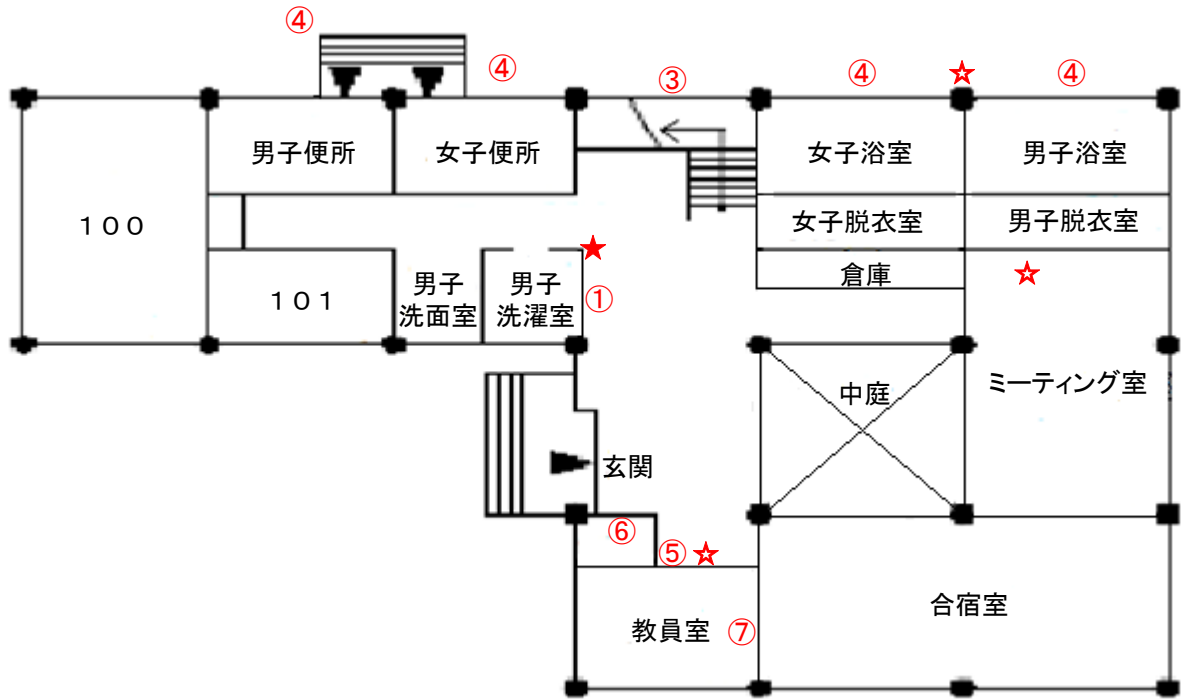 ④
④
③
④
☆
④
男子便所
女子便所
女子浴室
男子浴室
100
女子脱衣室
男子脱衣室
★
倉庫
☆
101
男子
洗面室
男子
洗濯室
①
ミーティング室
中庭
玄関
⑥
⑤
☆
合宿室
教員室
⑦